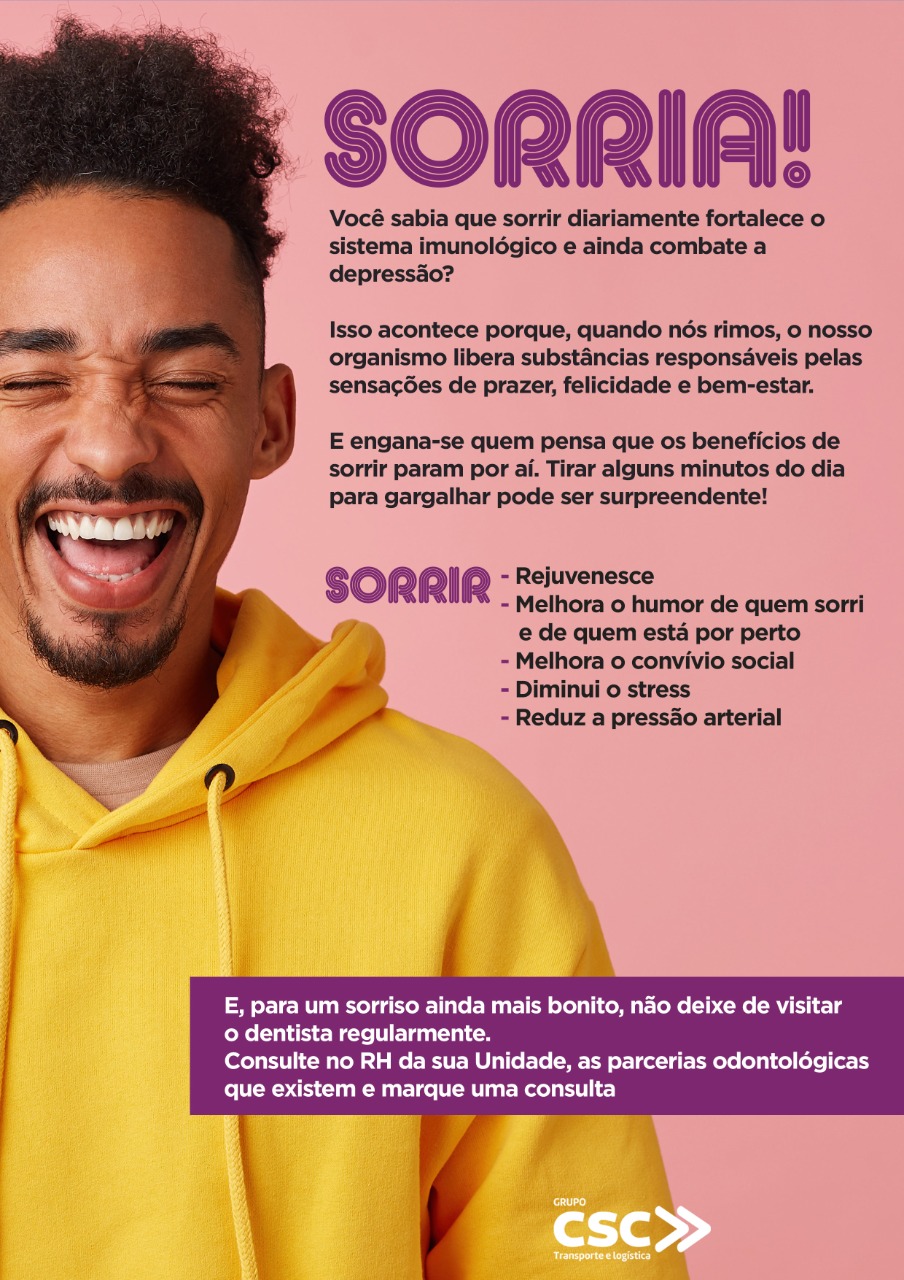 SORRIA!
Você sabia que sorrir diariamente fortalece o
sistema imunológico e ainda combate a
depressão?
Isso acontece porque, quando nós rimos, o nosso
organismo libera substâncias responsáveis pelas
sensações de prazer, felicidade e bem-estar.
E engana-se quem pensa que os benefícios de
sorrir param por aí. Tirar alguns minutos do dia
para gargalhar pode ser surpreendente!
SORRIR - Rejuvenesce
- Melhora o humor de quem sorri
e de quem está por perto
- Melhora o convívio social
- Diminui o stress
- Reduz a pressão arterial
E, para um sorriso ainda mais bonito, não deixe de visitar
o dentista regularmente.
Consulte no RH da sua Unidade, as parcerias odontológicas
que existem e marque uma consulta
GRUPO
CSC
Transporte e logística